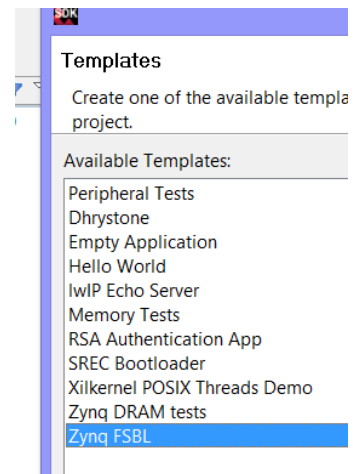 SDK
Templates
Create one of the available templa
project.
Available Templates:
Peripheral Tests
Dhrystone
Empty Application
Hello World
lwIP Echo Server
Memory Tests
RSA Authentication App
SREC Bootloader
Xilkernel POSIX Threads Demo
Zynq DRAM tests
Zynq FSBL